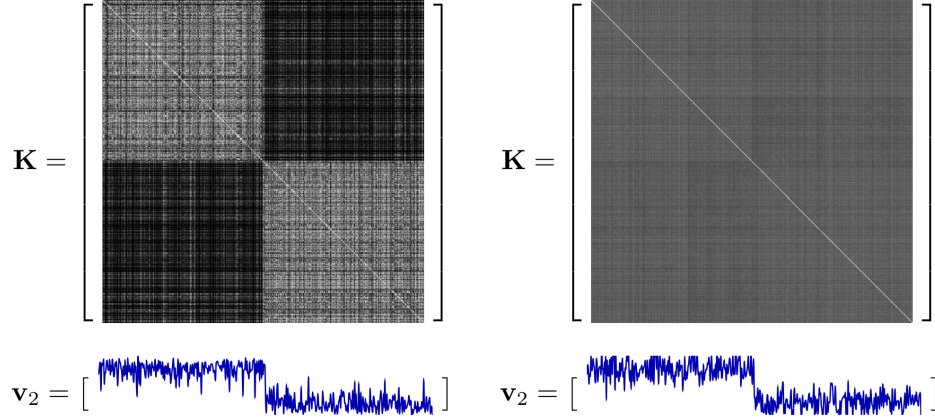 K =
K =
v₂ = [ ]
v₂ = [ ]